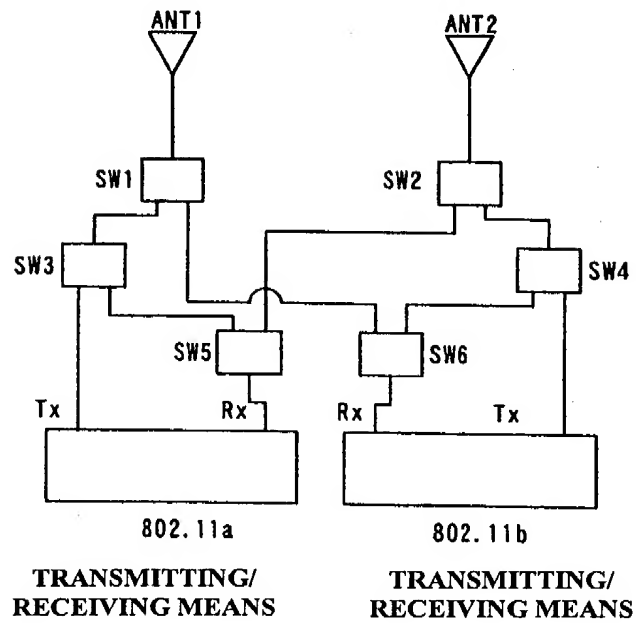 ANT1
ANT2
SW1
SW2
SW3
SW4
SW5
SW6
Tx
Rx
Rx
Tx
802.11a
802.11b
TRANSMITTING/
RECEIVING MEANS
TRANSMITTING/
RECEIVING MEANS